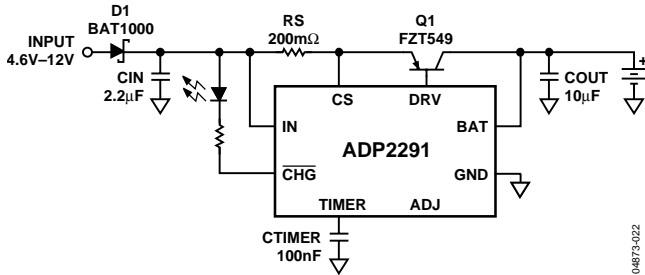 D1
BAT1000
INPUT
4.6V–12V
CIN
2.2μF
RS
200mΩ
Q1
FZT549
COUT
10μF
+
CS
DRV
IN
BAT
ADP2291
CHG
GND
TIMER
ADJ
CTIMER
100nF
04873-022